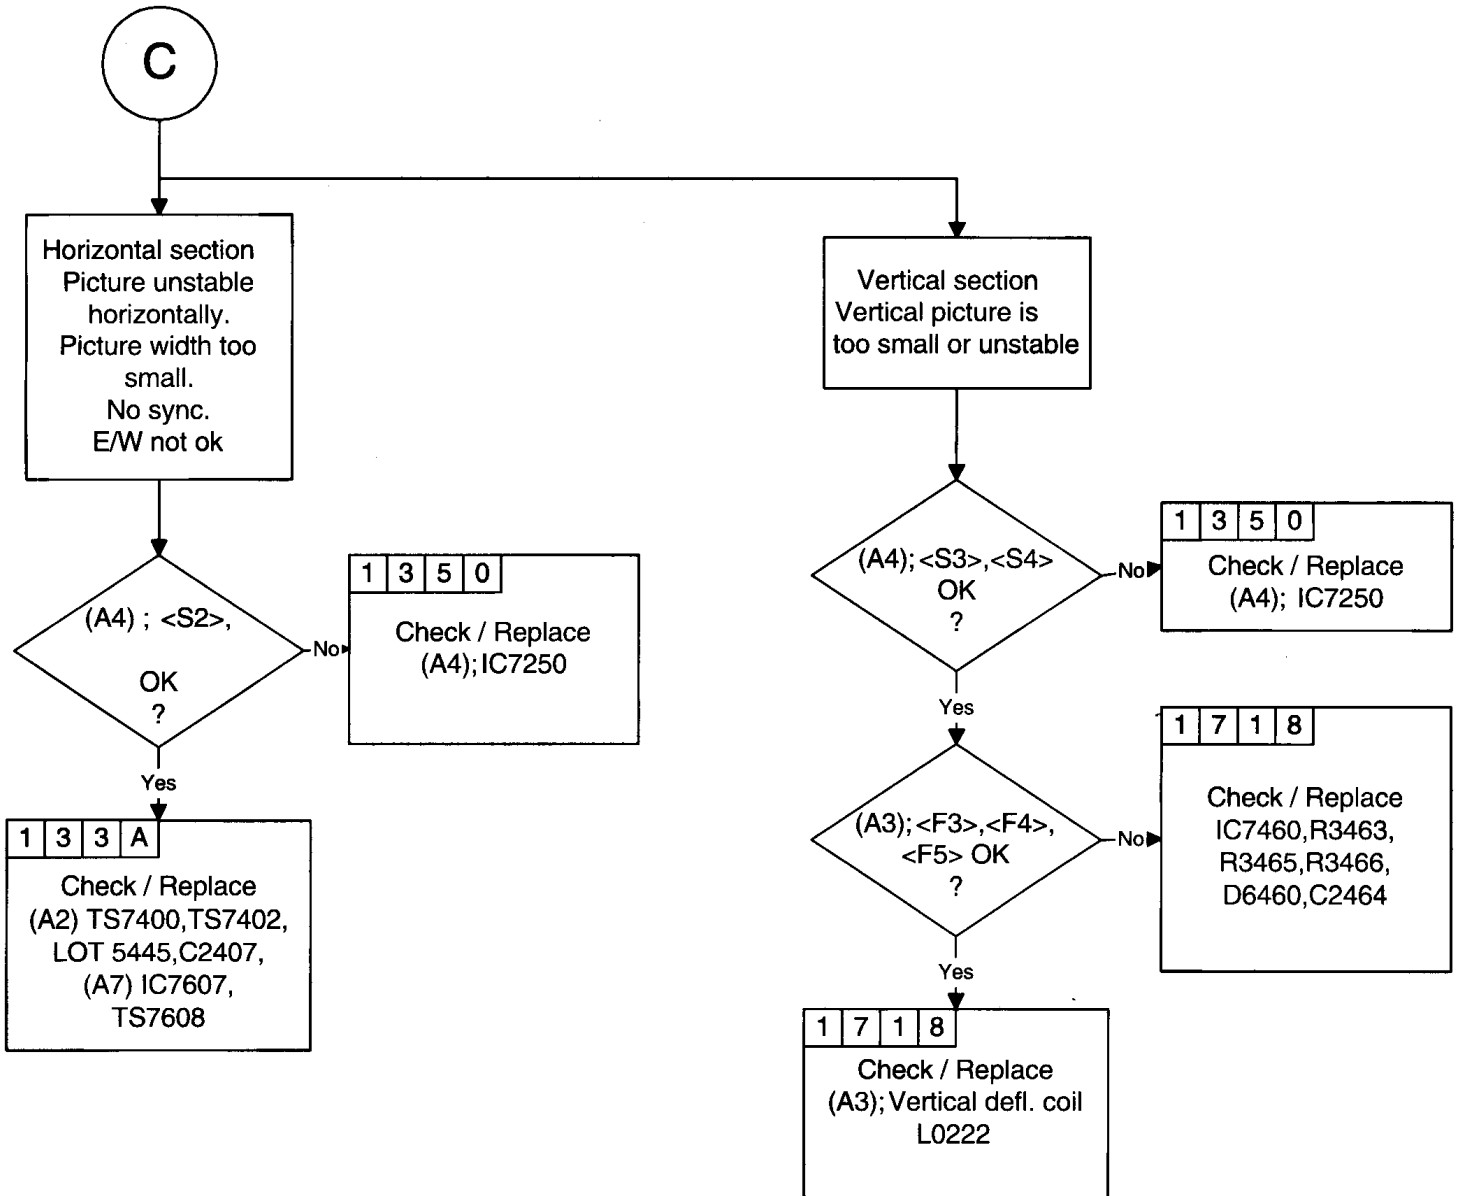 C
Horizontal section
Picture unstable
horizontally.
Picture width too
small.
No sync.
E/W not ok
(A4) ; <S2>,
OK
?
No
1 3 5 0
Check / Replace
(A4); IC7250
Yes
1 3 3 A
Check / Replace
(A2) TS7400,TS7402,
LOT 5445,C2407,
(A7) IC7607,
TS7608
Vertical section
Vertical picture is
too small or unstable
(A4); <S3>,<S4>
OK
?
No
1 3 5 0
Check / Replace
(A4); IC7250
Yes
(A3); <F3>,<F4>,
<F5> OK
?
No
1 7 1 8
Check / Replace
IC7460,R3463,
R3465,R3466,
D6460,C2464
Yes
1 7 1 8
Check / Replace
(A3); Vertical defl. coil
L0222